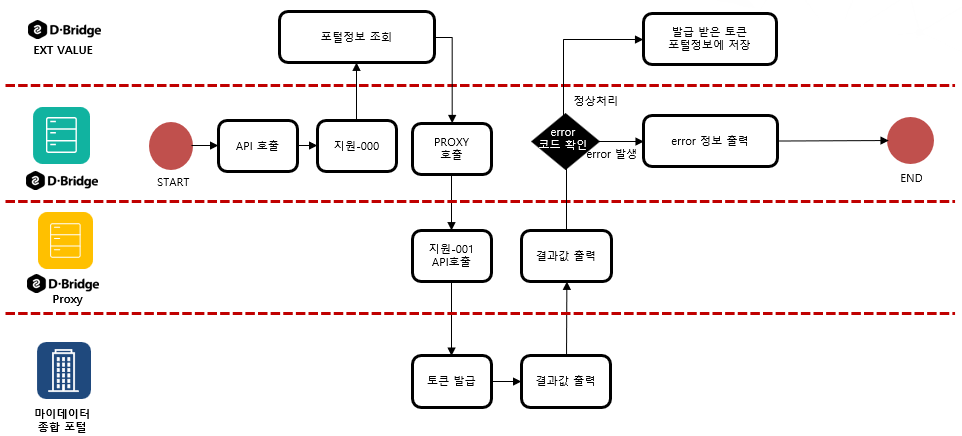 D·Bridge
EXT VALUE
포털정보 조회
발급 받은 토큰
포털정보에 저장
정상처리
START
API 호출
지원-000
PROXY
호출
error
코드 확인
error 발생
error 정보 출력
END
D·Bridge
지원-001
API호출
결과값 출력
D·Bridge
Proxy
토큰 발급
결과값 출력
마이데이터
종합 포털